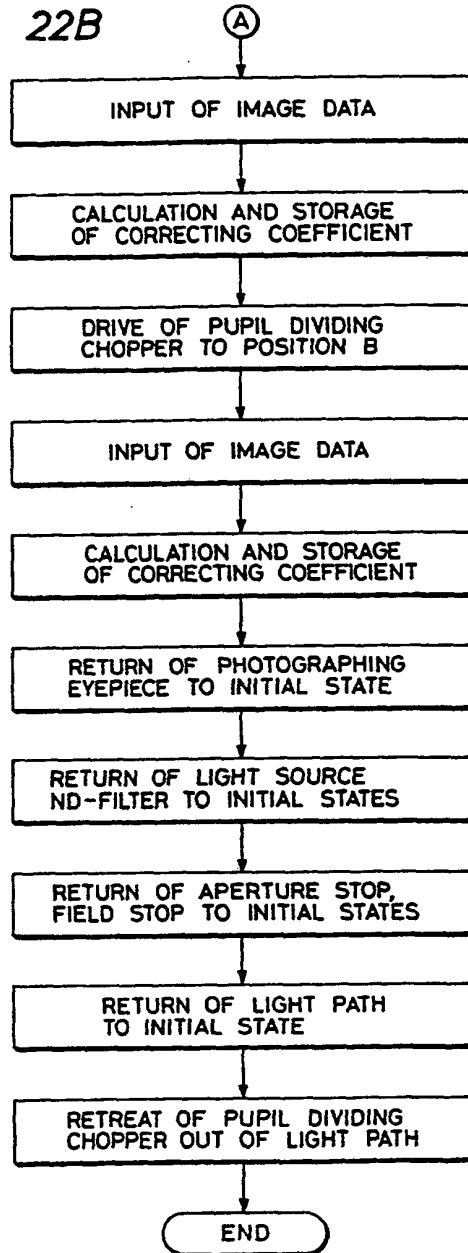 22B
A
INPUT OF IMAGE DATA
CALCULATION AND STORAGE
OF CORRECTING COEFFICIENT
DRIVE OF PUPIL DIVIDING
CHOPPER TO POSITION B
INPUT OF IMAGE DATA
CALCULATION AND STORAGE
OF CORRECTING COEFFICIENT
RETURN OF PHOTOGRAPHING
EYEPIECE TO INITIAL STATE
RETURN OF LIGHT SOURCE
ND-FILTER TO INITIAL STATES
RETURN OF APERTURE STOP,
FIELD STOP TO INITIAL STATES
RETURN OF LIGHT PATH
TO INITIAL STATE
RETREAT OF PUPIL DIVIDING
CHOPPER OUT OF LIGHT PATH
END